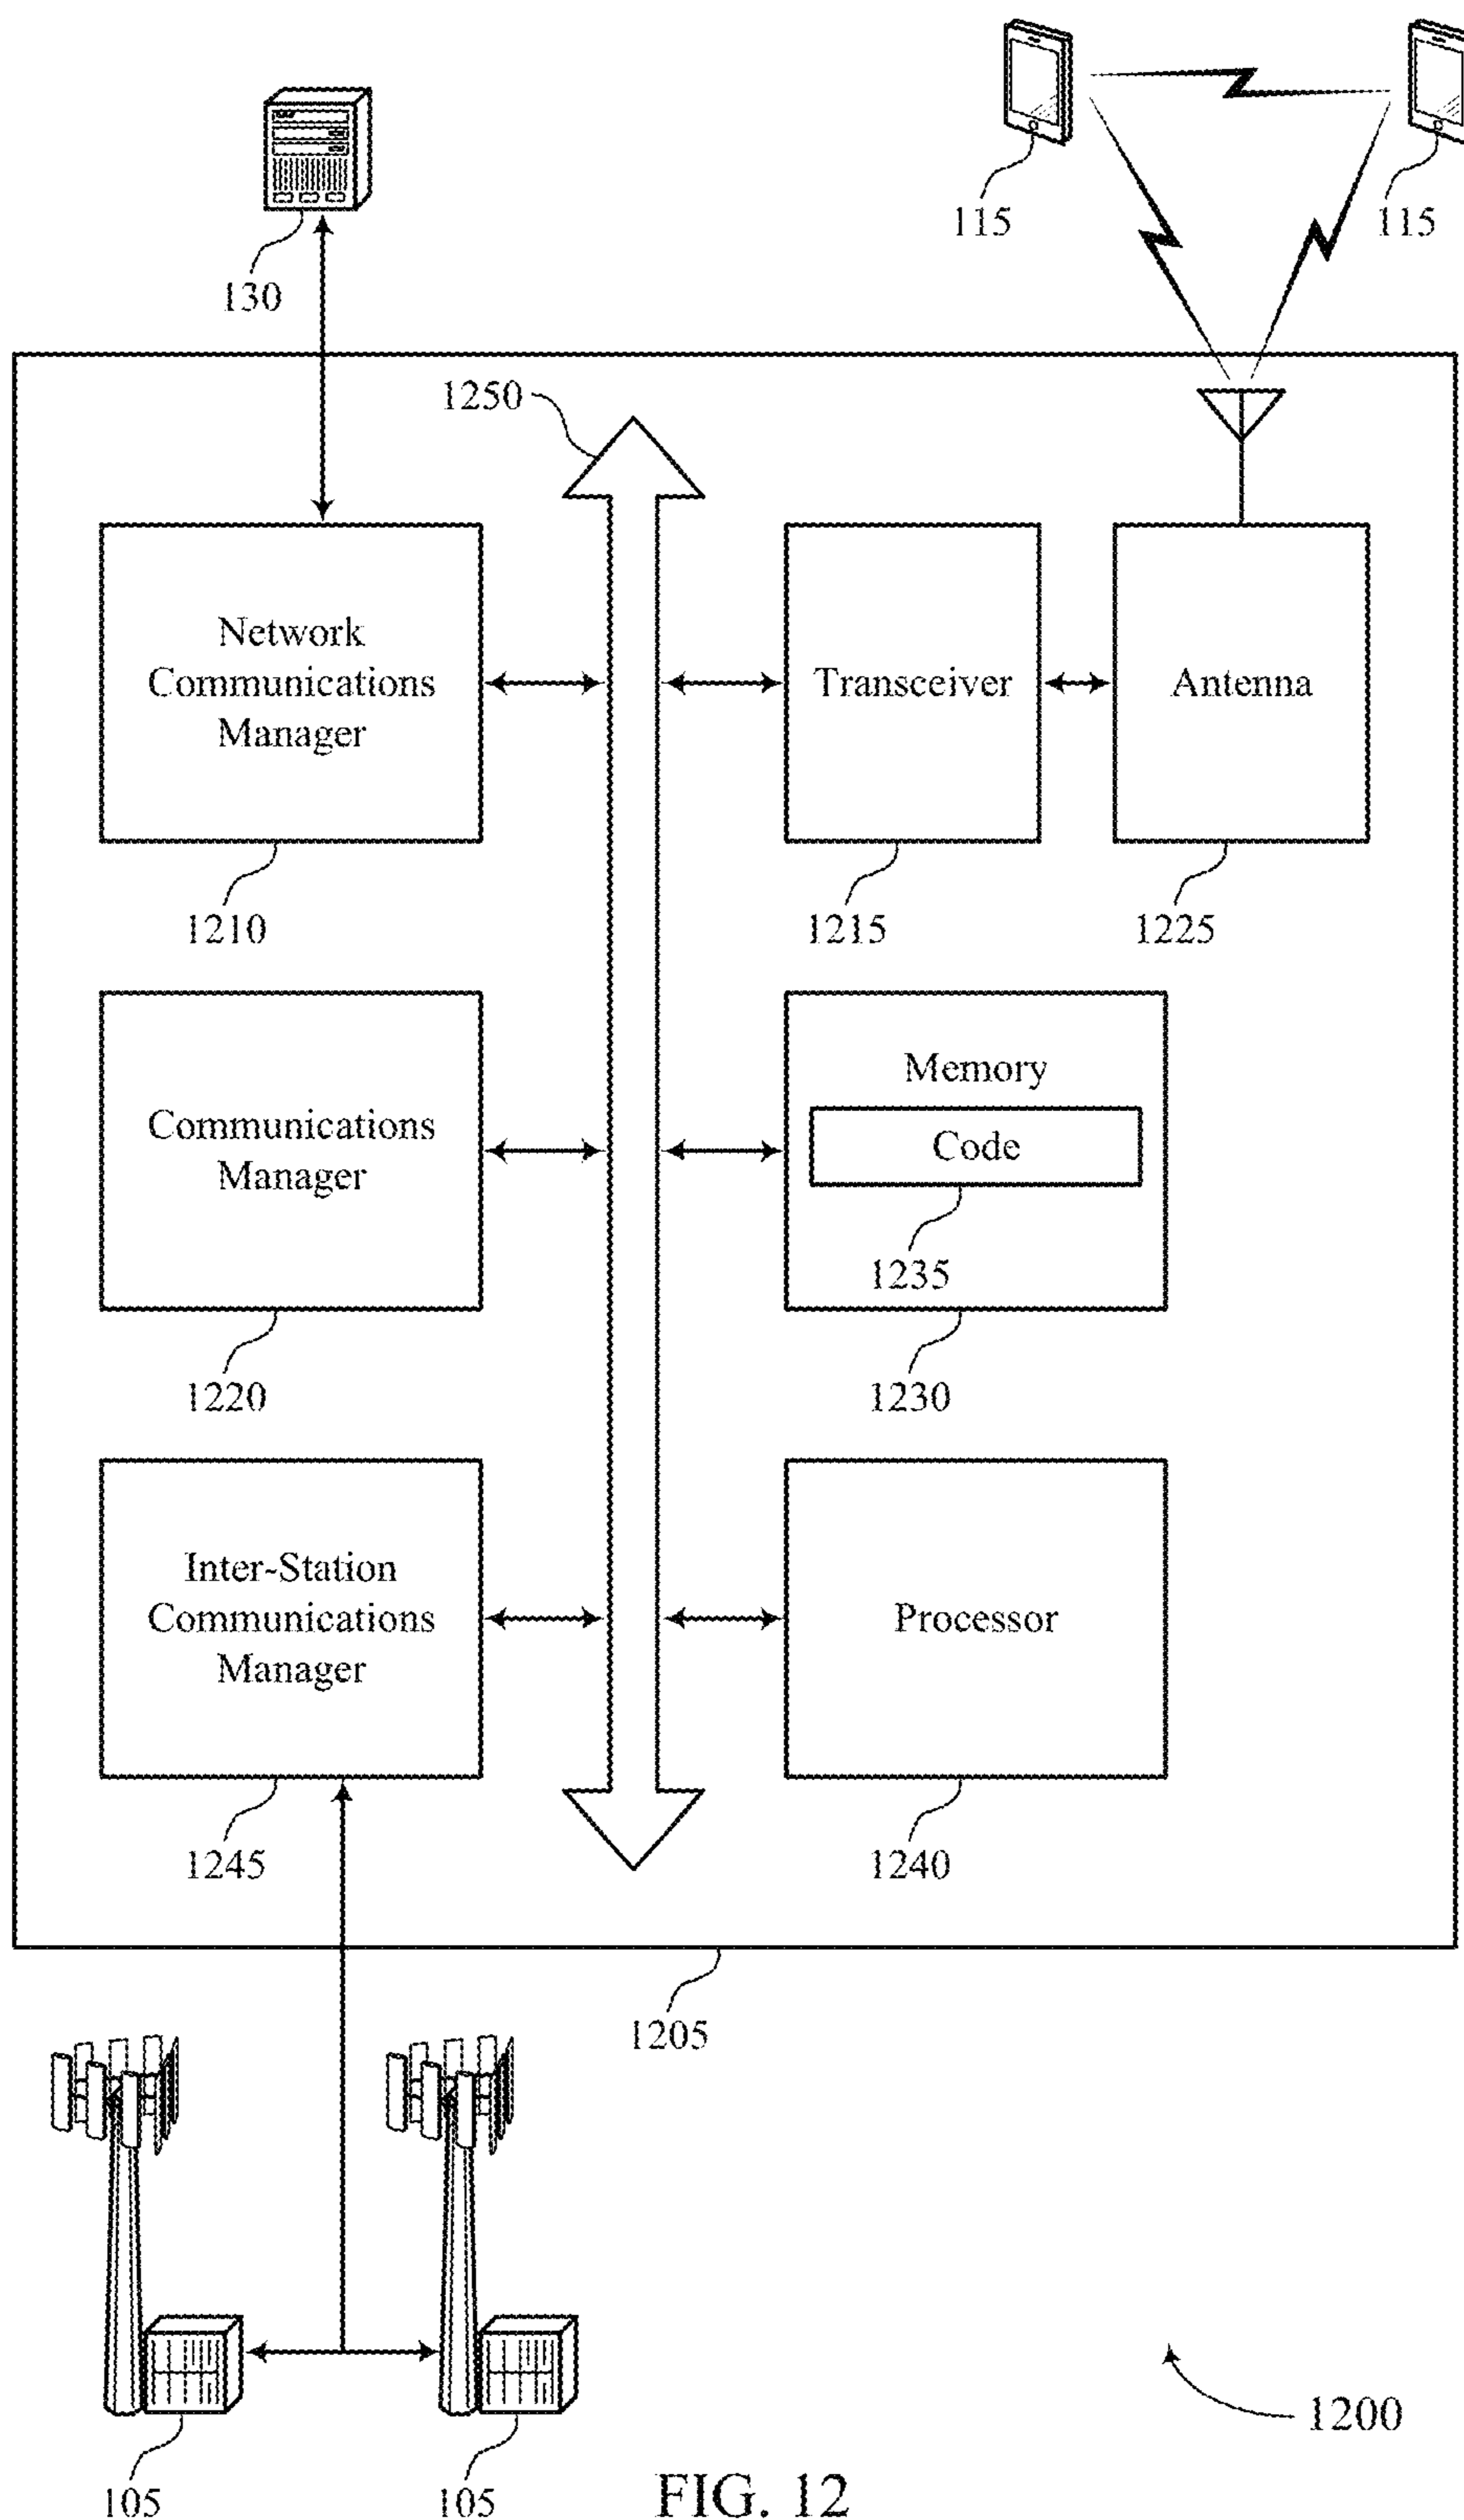 115
115
130
1250
Network
Communications
Manager
Transceiver
Antenna
1210
1215
1225
Communications
Manager
Memory
Code
1235
1220
1230
Inter-Station
Communications
Manager
Processor
1245
1240
1205
1200
105
105
FIG. 12